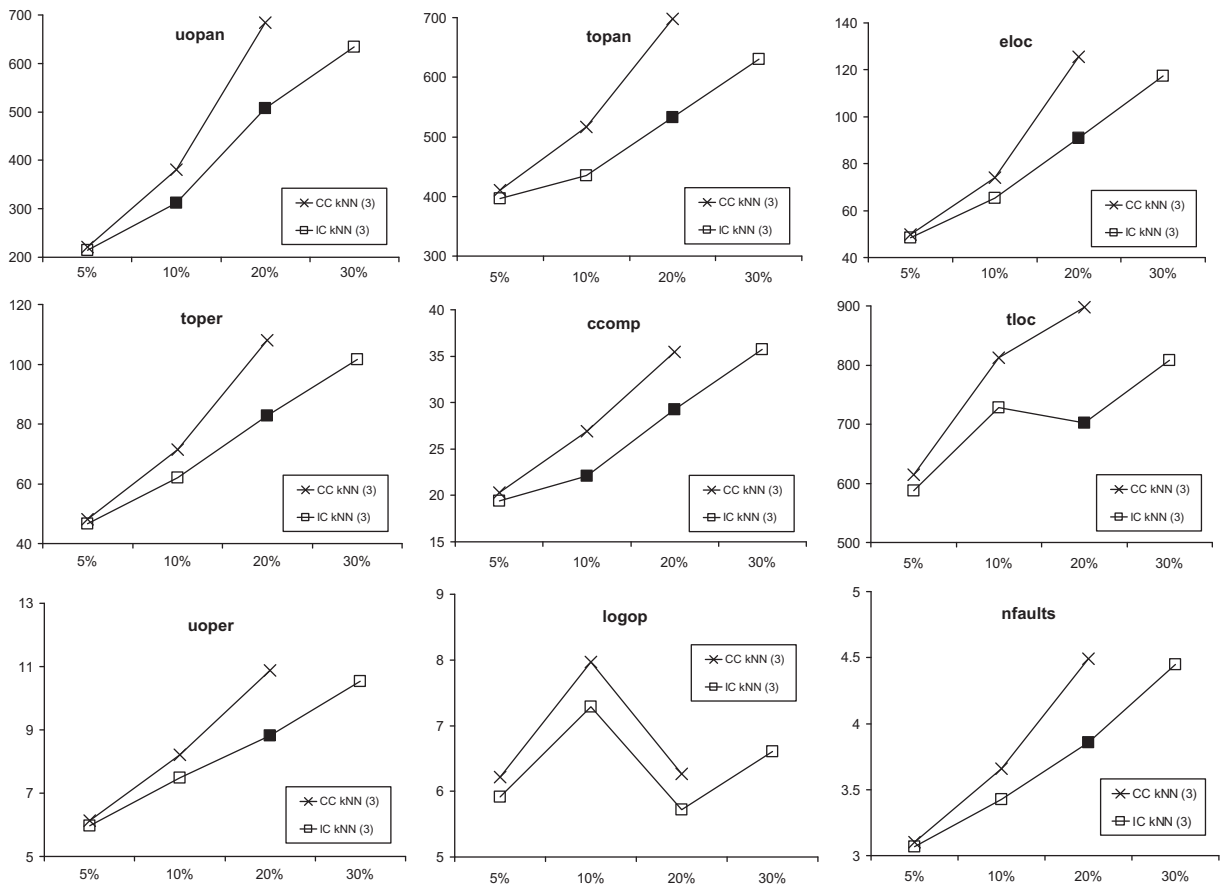 uopan
700
600
500
400
300
200
5% 10% 20% 30%
CC kNN (3)
IC kNN (3)
topan
700
600
500
400
300
5% 10% 20% 30%
CC kNN (3)
IC kNN (3)
eloc
140
120
100
80
60
40
5% 10% 20% 30%
CC kNN (3)
IC kNN (3)
toper
120
100
80
60
40
5% 10% 20% 30%
CC kNN (3)
IC kNN (3)
ccomp
40
35
30
25
20
15
5% 10% 20% 30%
CC kNN (3)
IC kNN (3)
tloc
900
800
700
600
500
5% 10% 20% 30%
CC kNN (3)
IC kNN (3)
uoper
13
11
9
7
5
5% 10% 20% 30%
CC kNN (3)
IC kNN (3)
logop
9
8
7
6
5
5% 10% 20% 30%
CC kNN (3)
IC kNN (3)
nfaults
5
4.5
4
3.5
3
5% 10% 20% 30%
CC kNN (3)
IC kNN (3)